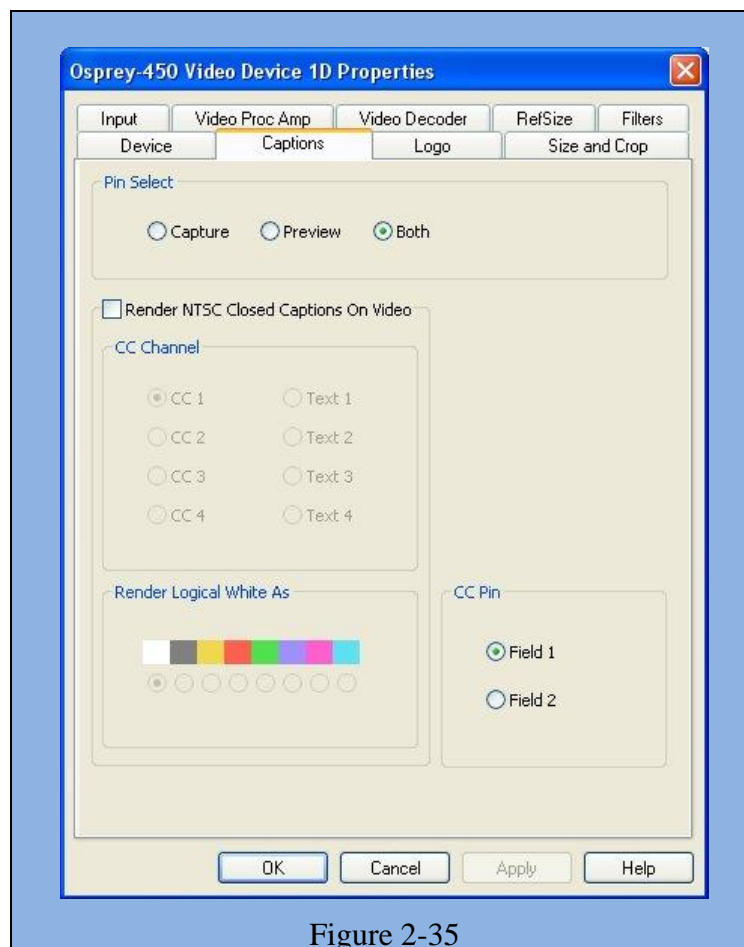 Osprey-450 Video Device 1D Properties
Input Video Proc Amp Video Decoder RefSize Filters
Device Captions Logo Size and Crop
Pin Select
Capture Preview Both
Render NTSC Closed Captions On Video
CC Channel
CC 1 Text 1
CC 2 Text 2
CC 3 Text 3
CC 4 Text 4
Render Logical White As
CC Pin
Field 1
Field 2
OK Cancel Apply Help
Figure 2-35